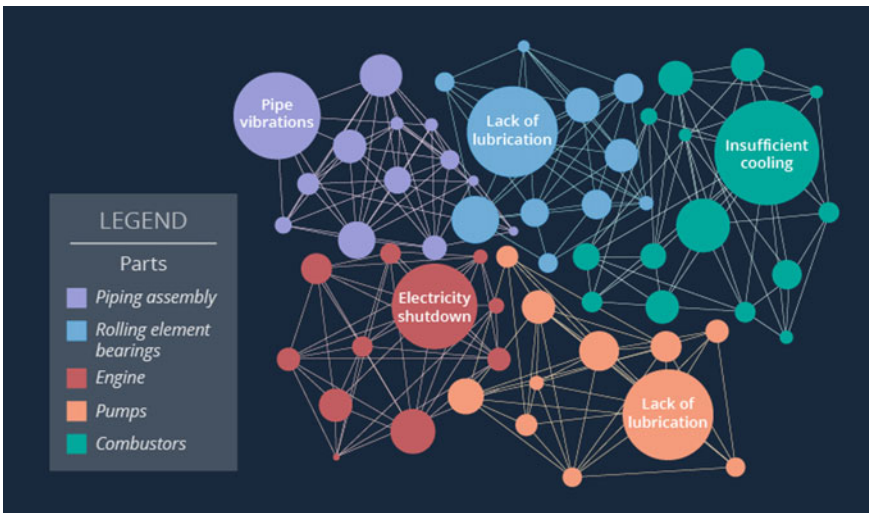 Pipe
vibrations
Lack of
lubrication
Insufficient
cooling
LEGEND
Parts
Piping assembly
Rolling element
bearings
Engine
Pumps
Combustors
Electricity
shutdown
Lack of
lubrication